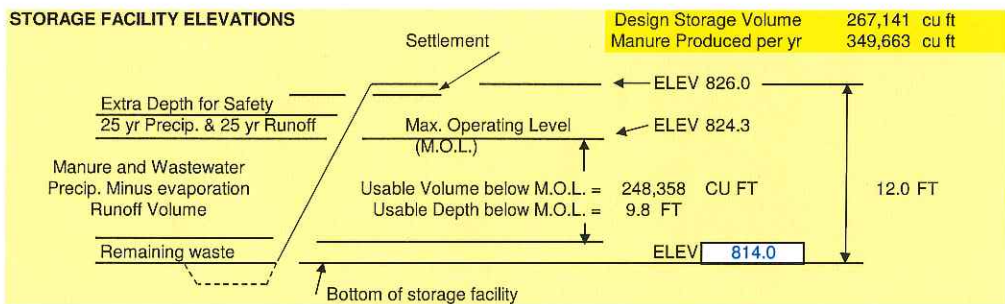 STORAGE FACILITY ELEVATIONS
Design Storage Volume 267,141 cu ft
Manure Produced per yr 349,663 cu ft
Settlement
ELEV 826.0
Extra Depth for Safety
25 yr Precip. & 25 yr Runoff
Max. Operating Level
(M.O.L.)
ELEV 824.3
Manure and Wastewater
Precip. Minus evaporation
Runoff Volume
Usable Volume below M.O.L. = 248,358 CU FT
Usable Depth below M.O.L. = 9.8 FT
12.0 FT
Remaining waste
ELEV 814.0
Bottom of storage facility